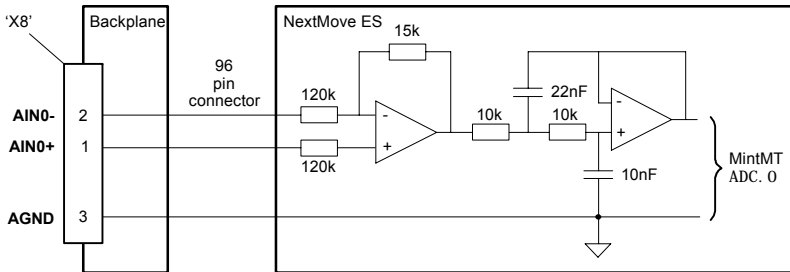 'X8'
Backplane
NextMove ES
15k
96
pin
connector
120k
22nF
AIN0-
2
-
10k
10k
-
AIN0+
1
+
+
120k
10nF
MintMT
ADC.0
AGND
3